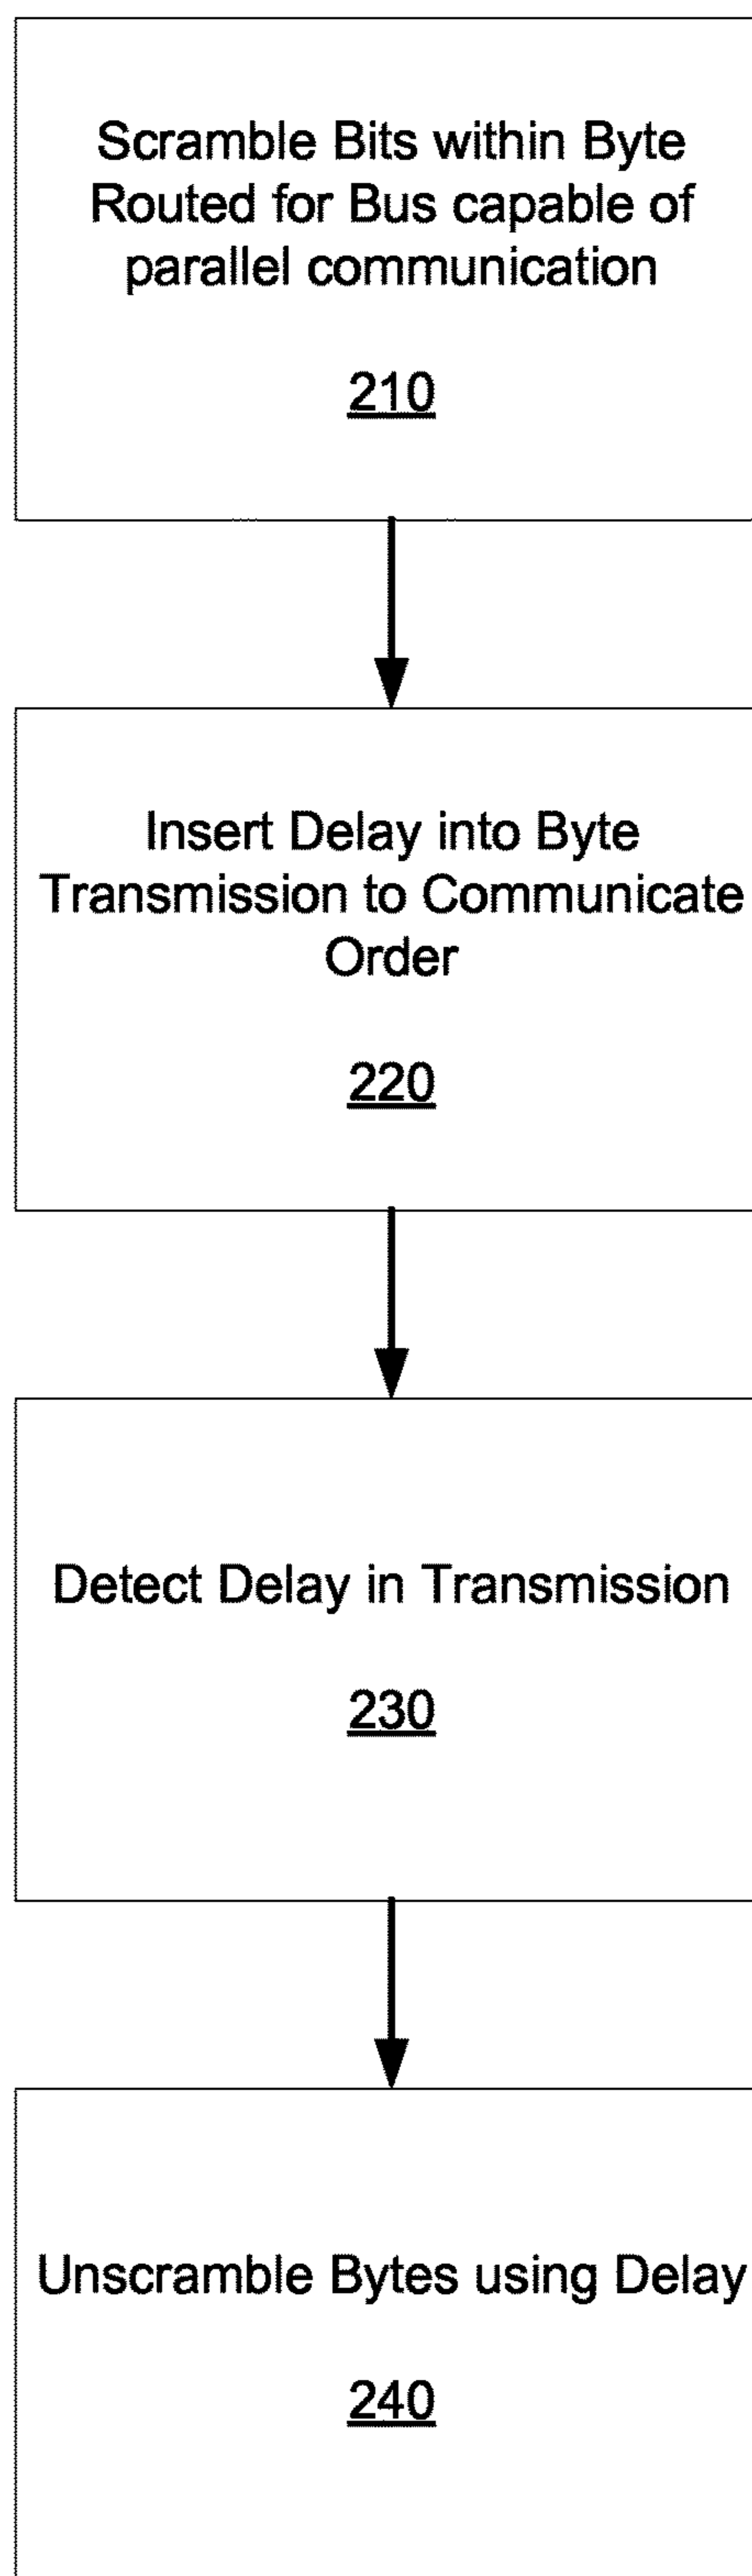 Scramble Bits within Byte
Routed for Bus capable of
parallel communication
210
Insert Delay into Byte
Transmission to Communicate
Order
220
Detect Delay in Transmission
230
Unscramble Bytes using Delay
240